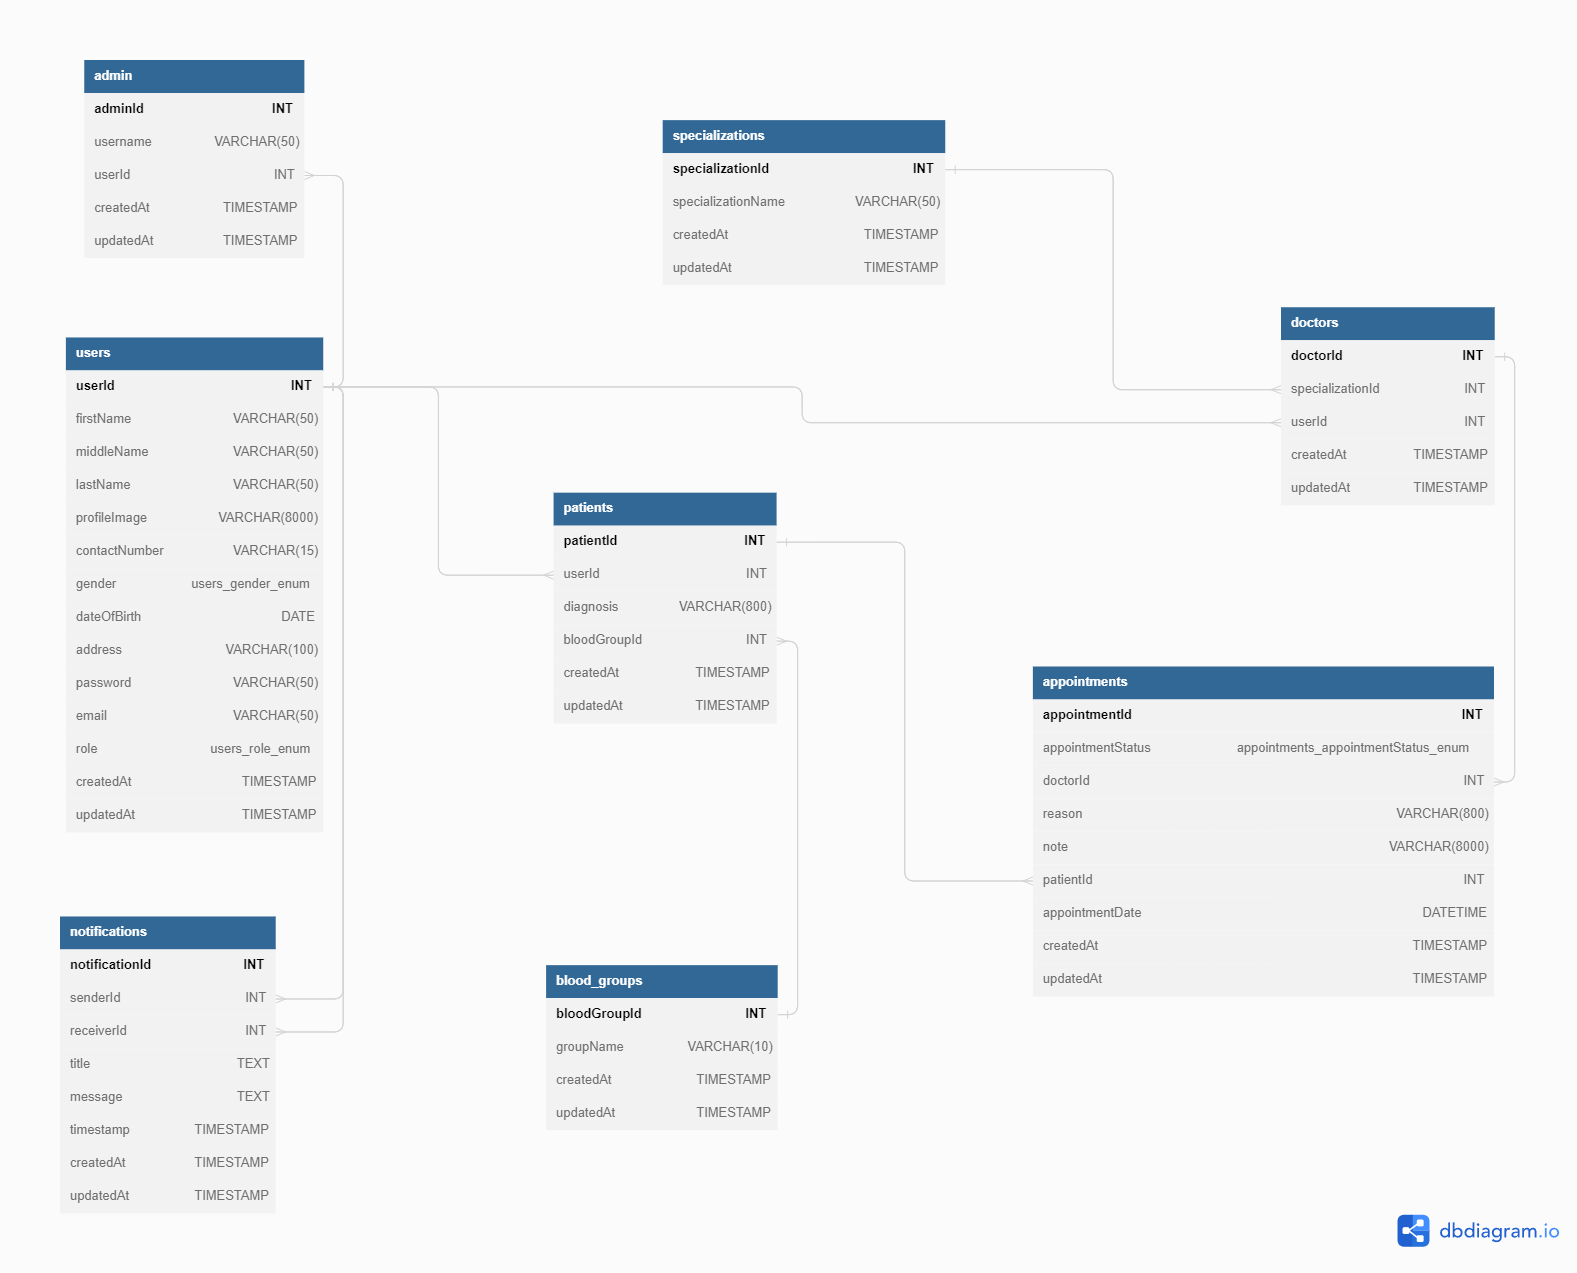 admin
adminId INT
username VARCHAR(50)
userId INT
createdAt TIMESTAMP
updatedAt TIMESTAMP
specializations
specializationId INT
specializationName VARCHAR(50)
createdAt TIMESTAMP
updatedAt TIMESTAMP
doctors
doctorId INT
specializationId INT
userId INT
createdAt TIMESTAMP
updatedAt TIMESTAMP
users
userId INT
firstName VARCHAR(50)
middleName VARCHAR(50)
lastName VARCHAR(50)
profileImage VARCHAR(8000)
contactNumber VARCHAR(15)
gender users_gender_enum
dateOfBirth DATE
address VARCHAR(100)
password VARCHAR(50)
email VARCHAR(50)
role users_role_enum
createdAt TIMESTAMP
updatedAt TIMESTAMP
patients
patientId INT
userId INT
diagnosis VARCHAR(800)
bloodGroupId INT
createdAt TIMESTAMP
updatedAt TIMESTAMP
appointments
appointmentId INT
appointmentStatus appointments_appointmentStatus_enum
doctorId INT
reason VARCHAR(800)
note VARCHAR(8000)
patientId INT
appointmentDate DATETIME
createdAt TIMESTAMP
updatedAt TIMESTAMP
notifications
notificationId INT
senderId INT
receiverId INT
title TEXT
message TEXT
timestamp TIMESTAMP
createdAt TIMESTAMP
updatedAt TIMESTAMP
blood_groups
bloodGroupId INT
groupName VARCHAR(10)
createdAt TIMESTAMP
updatedAt TIMESTAMP
dbdiagram.io